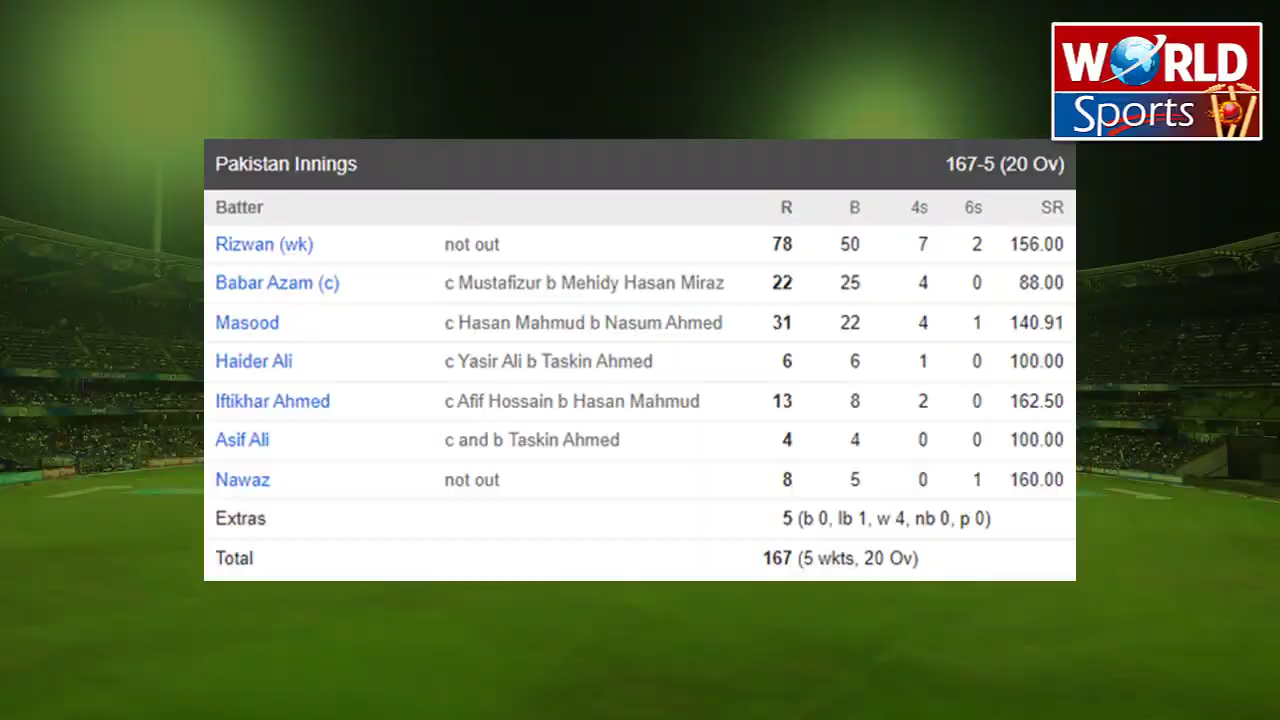 WORLD
Sports
Pakistan Innings 167-5 (20 Ov)
Batter R B 4s 6s SR
Rizwan (wk) not out 78 50 7 2 156.00
Babar Azam (c) c Mustafizur b Mehidy Hasan Miraz 22 25 4 0 88.00
Masood c Hasan Mahmud b Nasum Ahmed 31 22 4 1 140.91
Haider Ali c Yasir Ali b Taskin Ahmed 6 6 1 0 100.00
Iftikhar Ahmed c Afif Hossain b Hasan Mahmud 13 8 2 0 162.50
Asif Ali c and b Taskin Ahmed 4 4 0 0 100.00
Nawaz not out 8 5 0 1 160.00
Extras 5 (b 0, lb 1, w 4, nb 0, p 0)
Total 167 (5 wkts, 20 Ov)